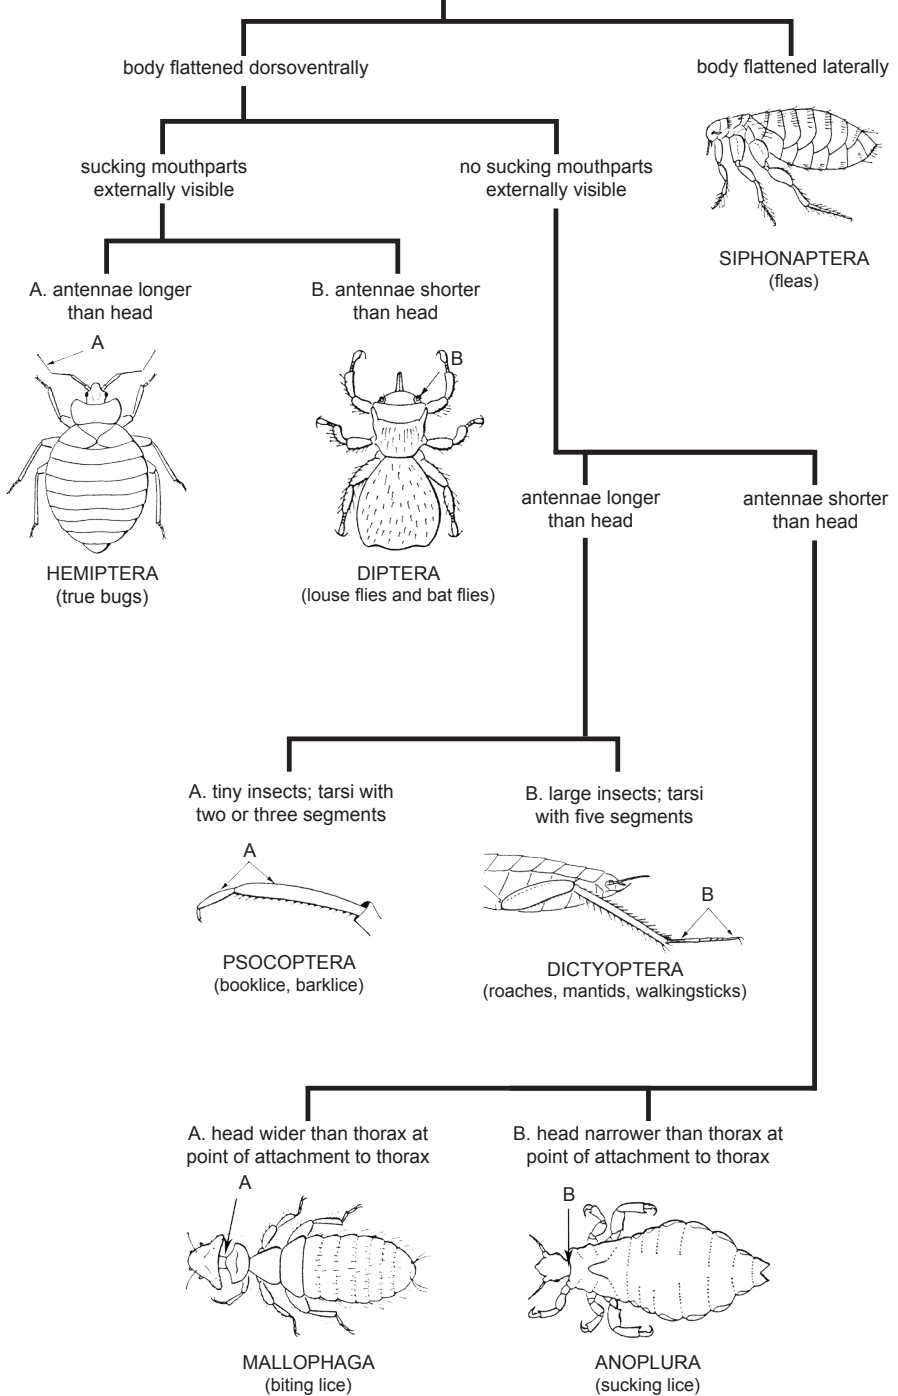 body flattened dorsoventrally
body flattened laterally
sucking mouthparts
externally visible
no sucking mouthparts
externally visible
SIPHONAPTERA
(fleas)
A. antennae longer
than head
B. antennae shorter
than head
A
B
HEMIPTERA
(true bugs)
DIPTERA
(louse flies and bat flies)
antennae longer
than head
antennae shorter
than head
A. tiny insects; tarsi with
two or three segments
B. large insects; tarsi
with five segments
A
B
PSOCOPTERA
(booklice, barklice)
DICTYOPTERA
(roaches, mantids, walkingsticks)
A. head wider than thorax at
point of attachment to thorax
B. head narrower than thorax at
point of attachment to thorax
A
B
MALLOPHAGA
(biting lice)
ANOPLURA
(sucking lice)